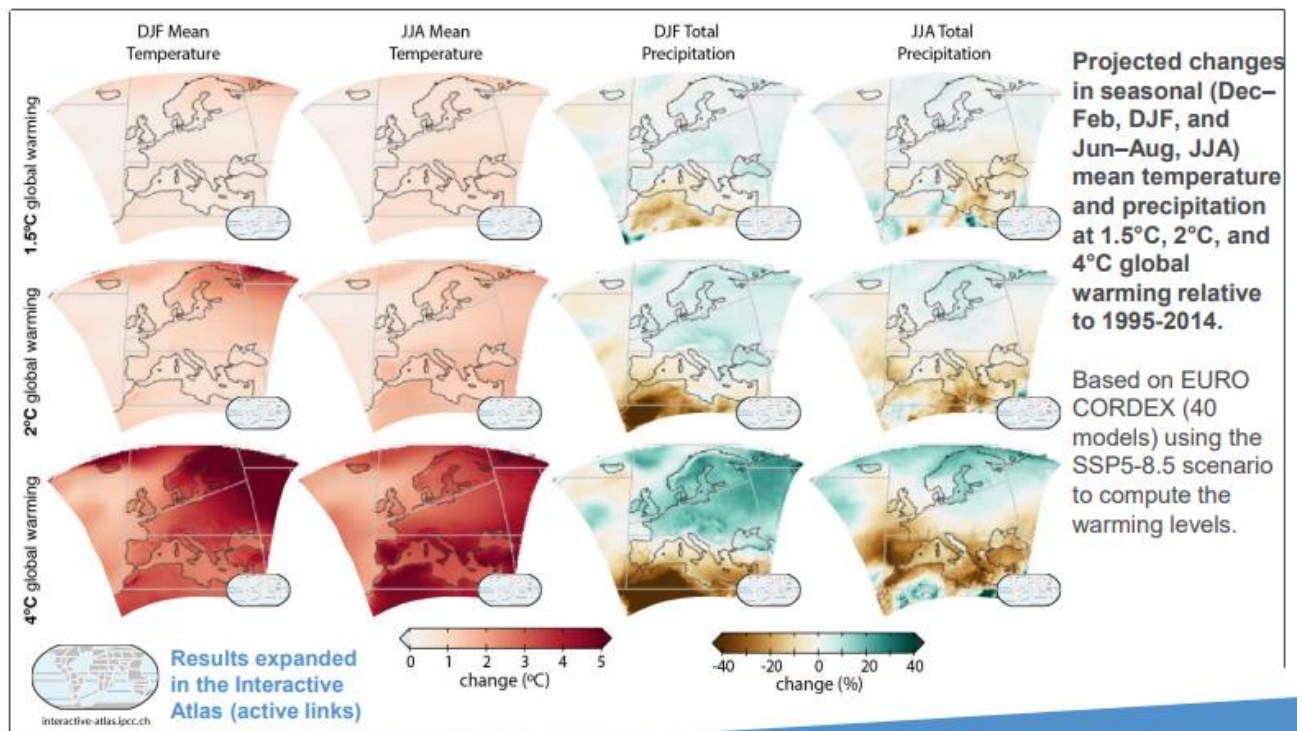 DJF Mean
Temperature
JJA Mean
Temperature
DJF Total
Precipitation
JJA Total
Precipitation
1.5ºC global warming
2ºC global warming
4ºC global warming
Projected changes
in seasonal (Dec–
Feb, DJF, and
Jun–Aug, JJA)
mean temperature
and precipitation
at 1.5°C, 2°C, and
4°C global
warming relative
to 1995-2014.
Based on EURO
CORDEX (40
models) using the
SSP5-8.5 scenario
to compute the
warming levels.
0 1 2 3 4 5
change (ºC)
-40 -20 0 20 40
change (%)
interactive-atlas.ipcc.ch
Results expanded
in the Interactive
Atlas (active links)